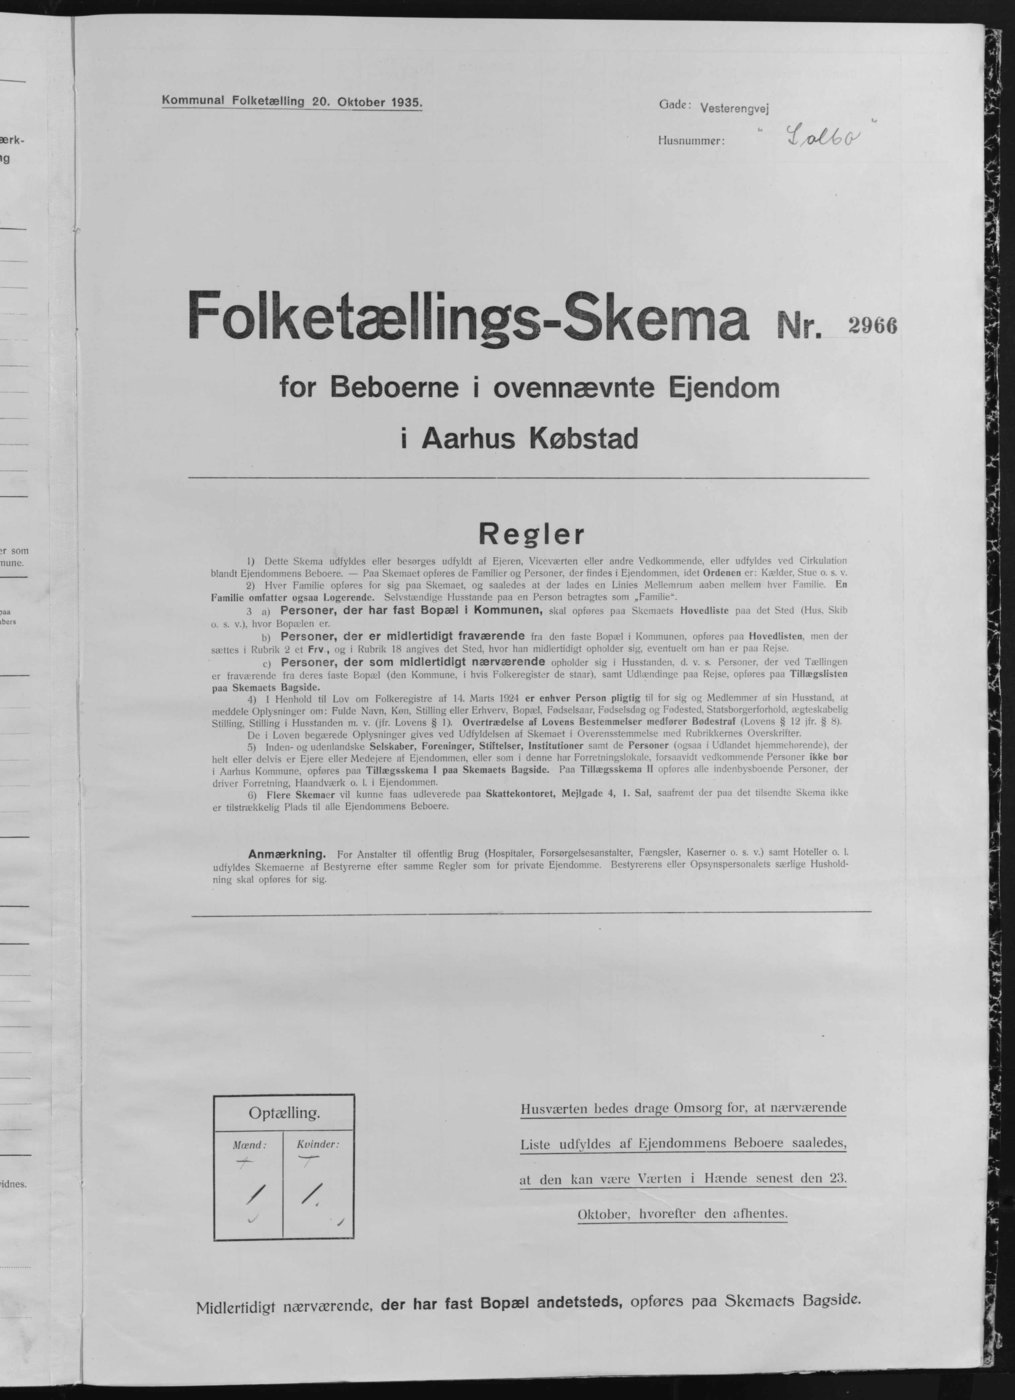 Kommunal Folketælling 20. Oktober 1935.
Gade: Vesterengvej
Husnummer: " Solbo "
Folketællings-Skema Nr. 2966
for Beboerne i ovennævnte Ejendom
i Aarhus Købstad
Regler
1) Dette Skema udfyldes eller besørges udfyldt af Ejeren, Viceværten eller andre Vedkommende, eller udfyldes ved Cirkulation
blandt Ejendommens Beboere. — Paa Skemaet opføres de Familier og Personer, der findes i Ejendommen, idet Ordenen er: Kælder, Stue o. s. v.
2) Hver Familie opføres for sig paa Skemaet, og saaledes at der lades en Linies Mellemrum aaben mellem hver Familie. En
Familie omfatter ogsaa Logerende. Selvstændige Husstande paa en Person betragtes som „Familie“.
3 a) Personer, der har fast Bopæl i Kommunen, skal opføres paa Skemaets Hovedliste paa det Sted (Hus, Skib
o. s. v.), hvor Bopælen er.
b) Personer, der er midlertidigt fraværende fra den faste Bopæl i Kommunen, opføres paa Hovedlisten, men der
sættes i Rubrik 2 et Frv., og i Rubrik 18 angives det Sted, hvor han midlertidigt opholder sig, eventuelt om han er paa Rejse.
c) Personer, der som midlertidigt nærværende opholder sig i Husstanden, d. v. s. Personer, der ved Tællingen
er fraværende fra deres faste Bopæl (den Kommune, i hvis Folkeregister de staar), samt Udlændinge paa Rejse, opføres paa Tillægslisten
paa Skemaets Bagside.
4) I Henhold til Lov om Folkeregistre af 14. Marts 1924 er enhver Person pligtig til for sig og Medlemmer af sin Husstand, at
meddele Oplysninger om: Fulde Navn, Køn, Stilling eller Erhverv, Bopæl, Fødselsaar, Fødselsdag og Fødested, Statsborgerforhold, ægteskabelig
Stilling, Stilling i Husstanden m. v. (jfr. Lovens § 1). Overtrædelse af Lovens Bestemmelser medfører Bødestraf (Lovens § 12 jfr. § 8).
De i Loven begærede Oplysninger gives ved Udfyldelsen af Skemaet i Overensstemmelse med Rubrikkernes Overskrifter.
5) Inden- og udenlandske Selskaber, Foreninger, Stiftelser, Institutioner samt de Personer (ogsaa i Udlandet hjemmehørende), der
helt eller delvis er Ejere eller Medejere af Ejendommen, eller som i denne har Forretningslokale, forsaavidt vedkommende Personer ikke bor
i Aarhus Kommune, opføres paa Tillægsskema I paa Skemaets Bagside. Paa Tillægsskema II opføres alle indenbysboende Personer, der
driver Forretning, Haandværk o. l. i Ejendommen.
6) Flere Skemaer vil kunne faas udleverede paa Skattekontoret, Mejlgade 4, 1. Sal, saafremt der paa det tilsendte Skema ikke
er tilstrækkelig Plads til alle Ejendommens Beboere.
Anmærkning. For Anstalter til offentlig Brug (Hospitaler, Forsørgelsesanstalter, Fængsler, Kaserner o. s. v.) samt Hoteller o. l.
udfyldes Skemaerne af Bestyrerne efter samme Regler som for private Ejendomme. Bestyrerens eller Opsynspersonalets særlige Hushold-
ning skal opføres for sig.
Optælling.
Mænd: Kvinder:
1 1.
Husværten bedes drage Omsorg for, at nærværende
Liste udfyldes af Ejendommens Beboere saaledes,
at den kan være Værten i Hænde senest den 23.
Oktober, hvorefter den afhentes.
Midlertidigt nærværende, der har fast Bopæl andetsteds, opføres paa Skemaets Bagside.